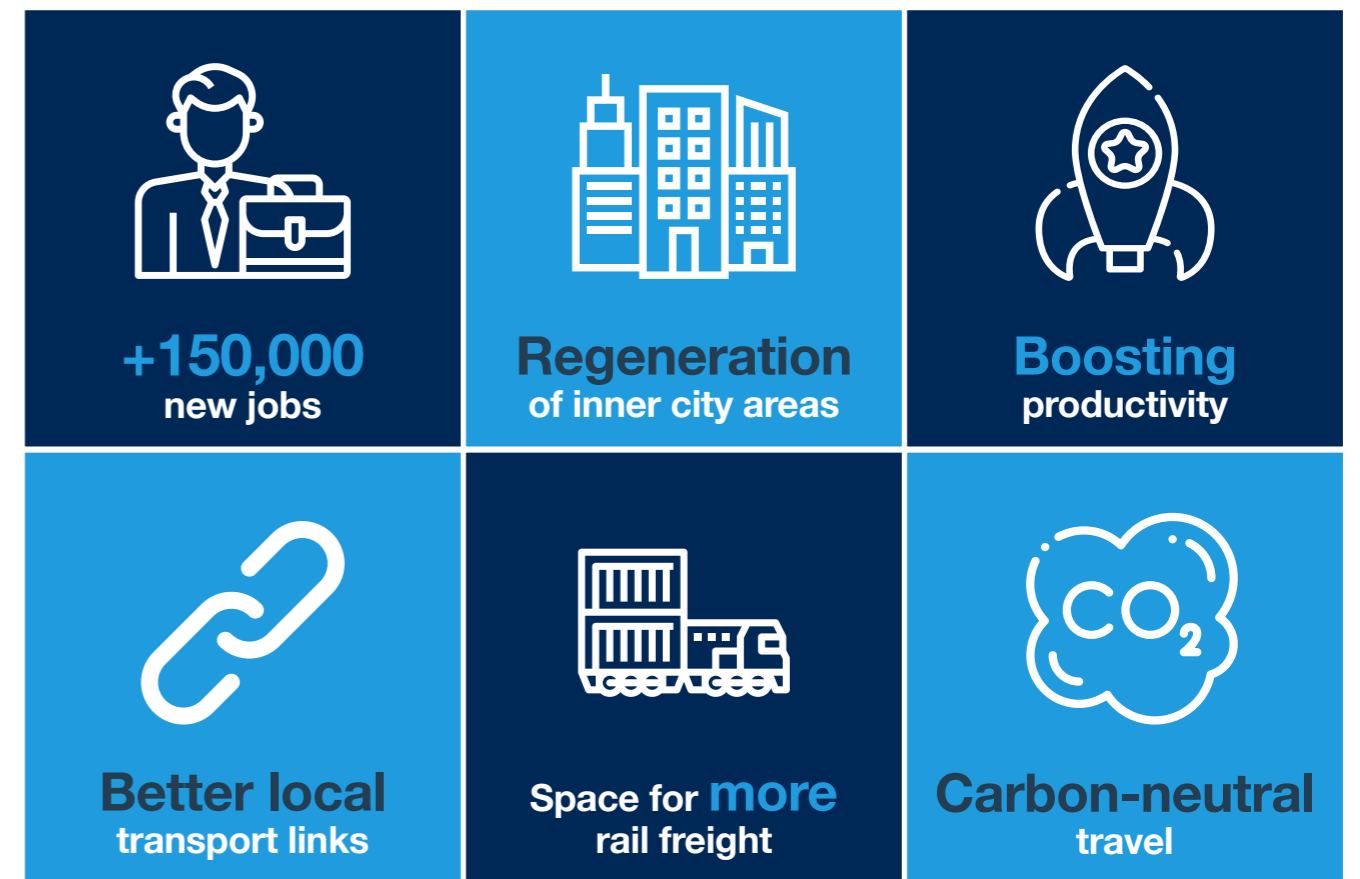 +150,000
new jobs
Regeneration
of inner city areas
Boosting
productivity
Better local
transport links
Space for more
rail freight
CO2
Carbon-neutral
travel